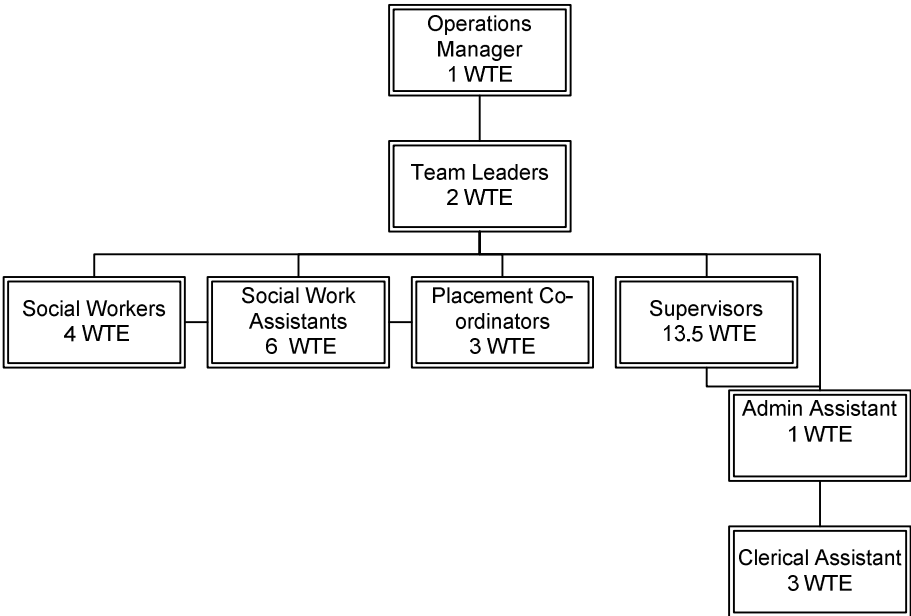 Operations
Manager
1 WTE
Team Leaders
2 WTE
Social Workers
4 WTE
Social Work
Assistants
6 WTE
Placement Co-
ordinators
3 WTE
Supervisors
13.5 WTE
Admin Assistant
1 WTE
Clerical Assistant
3 WTE